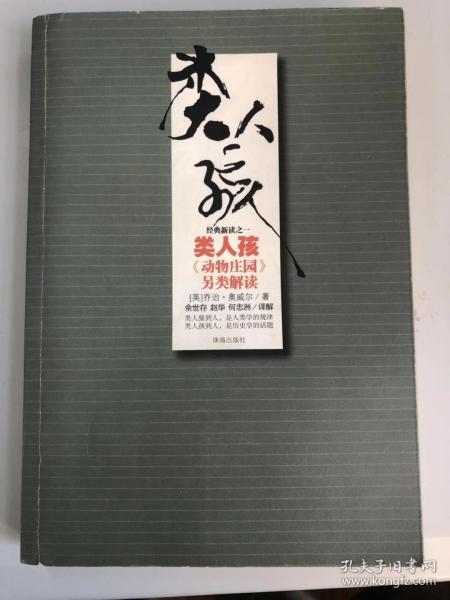 类人孩
经典新读之一
类人孩
《动物庄园》
另类解读
[英]乔治·奥威尔/著
余世存 赵华 何忠洲/译解
类人猿到人，是人类学的规律
类人孩到人，是历史学的话题
珠海出版社
孔夫子旧书网
www.kongfz.com